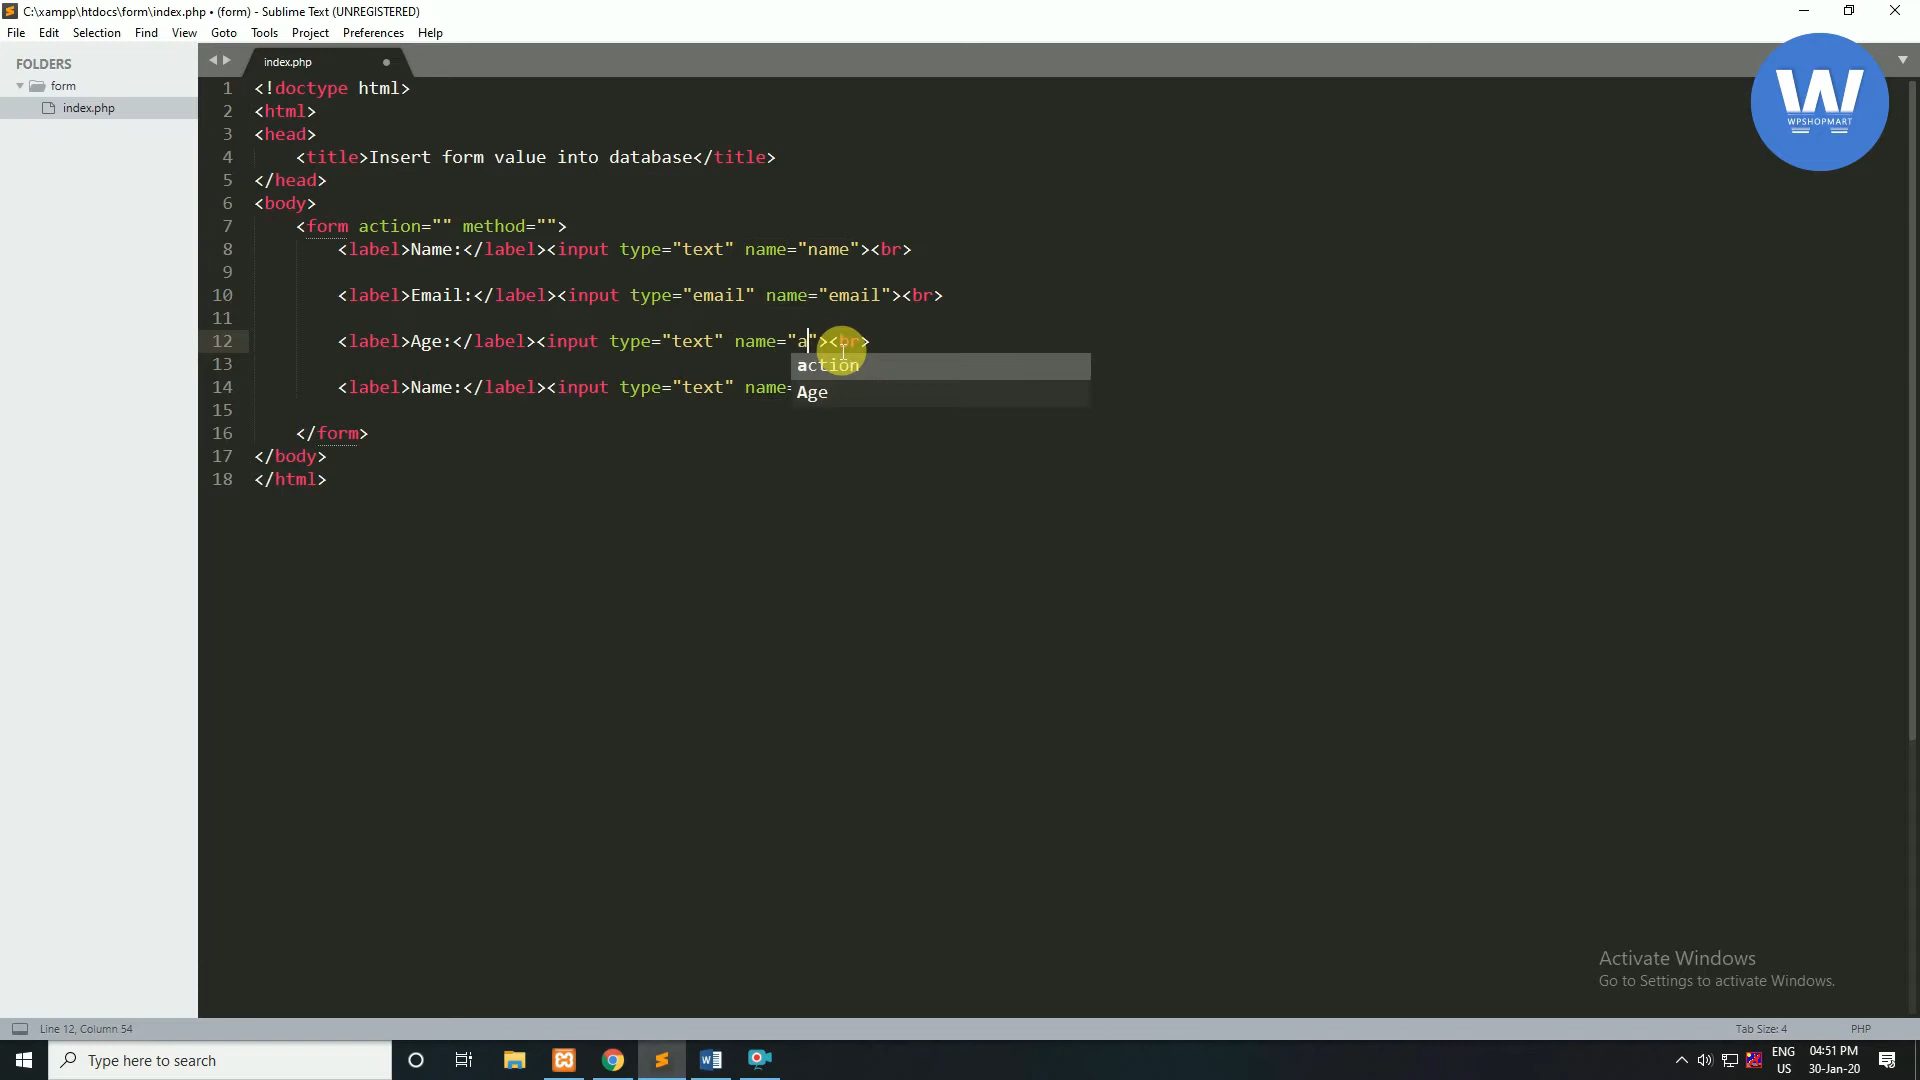 C:\xampp\htdocs\form\index.php • (form) - Sublime Text (UNREGISTERED)
File Edit Selection Find View Goto Tools Project Preferences Help
FOLDERS
form
index.php
index.php
W
WPSHOPMART
1 <!doctype html>
2 <html>
3 <head>
4 <title>Insert form value into database</title>
5 </head>
6 <body>
7 <form action="" method="">
8 <label>Name:</label><input type="text" name="name"><br>
9
10 <label>Email:</label><input type="email" name="email"><br>
11
12 <label>Age:</label><input type="text" name="a"><br>
13
action
14 <label>Name:</label><input type="text" name=
Age
15
16 </form>
17 </body>
18 </html>
Activate Windows
Go to Settings to activate Windows.
Line 12, Column 54
Tab Size: 4
PHP
Type here to search
ENG
US
04:51 PM
30-Jan-20